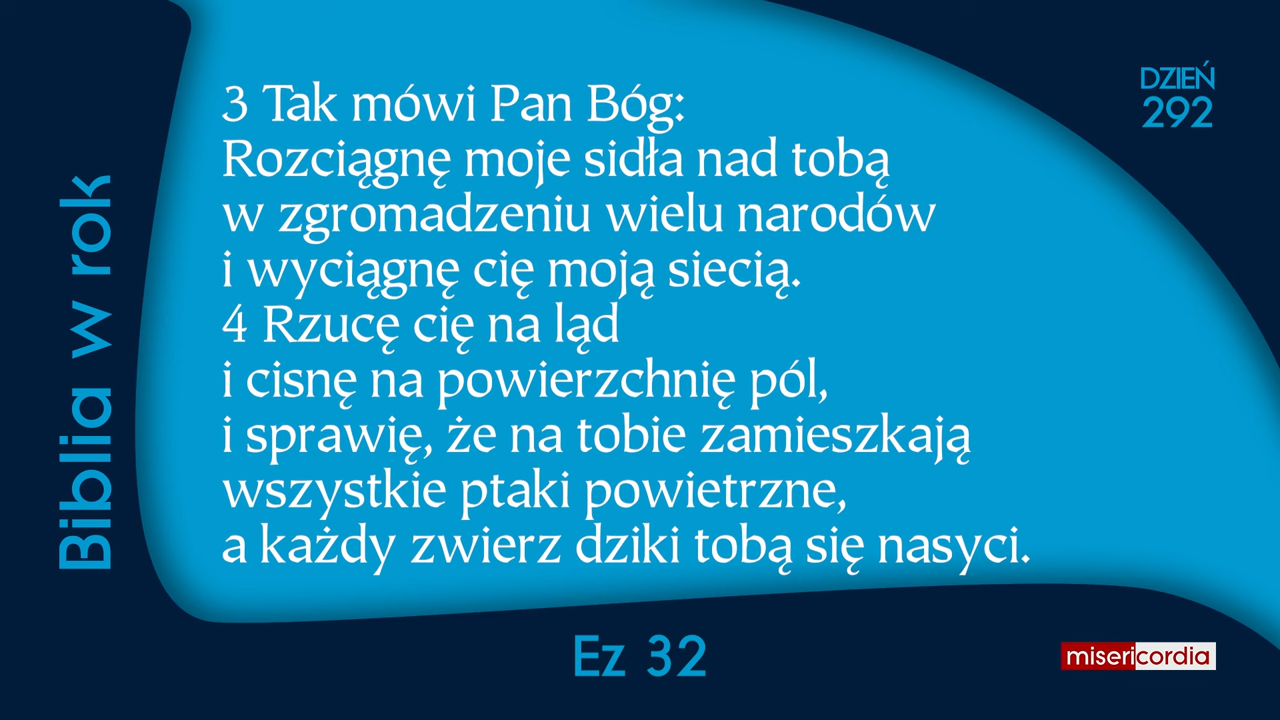 DZIEŃ
292
3 Tak mówi Pan Bóg:
Rozciągnę moje sidła nad tobą
w zgromadzeniu wielu narodów
i wyciągnę cię moją siecią.
4 Rzucę cię na ląd
i cisnę na powierzchnię pól,
i sprawię, że na tobie zamieszkają
wszystkie ptaki powietrzne,
a każdy zwierz dziki tobą się nasyci.
Biblia w rok
Ez 32
misericordia